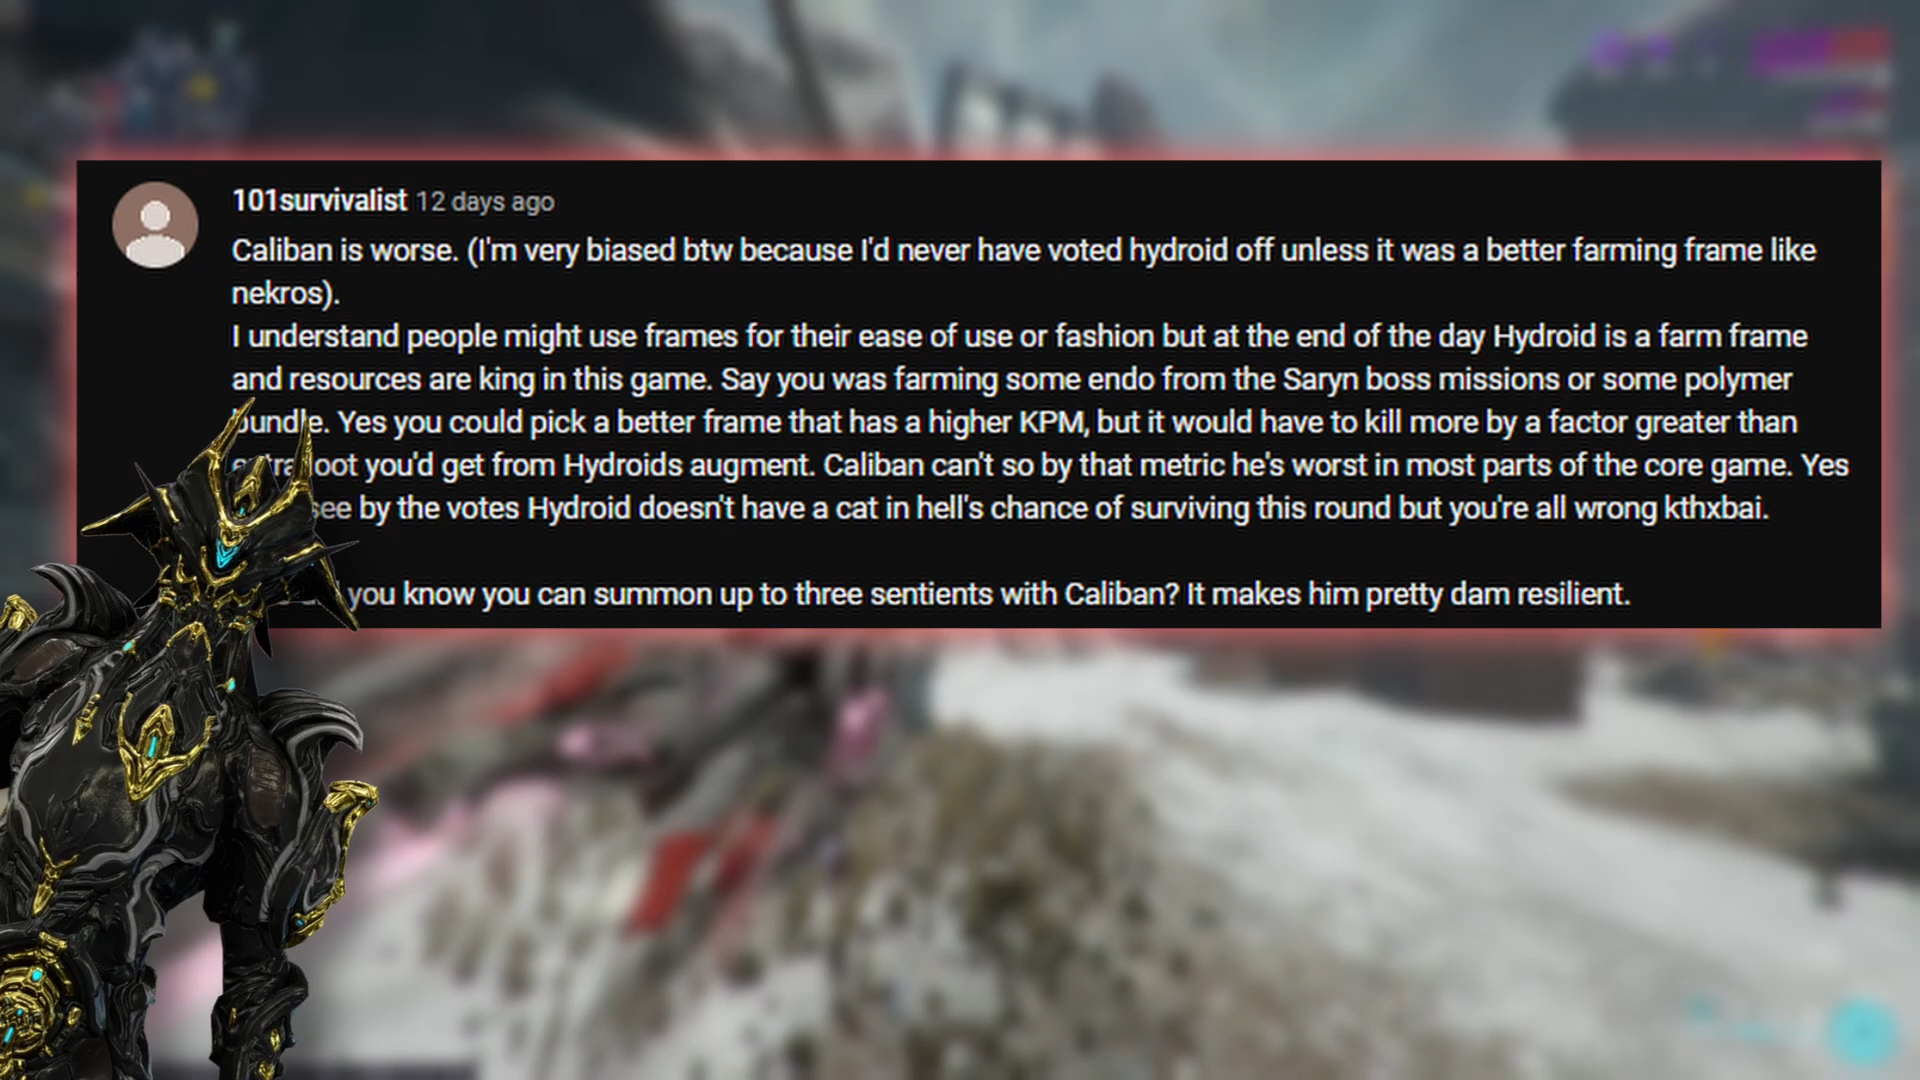 101survivalist 12 days ago
Caliban is worse. (I'm very biased btw because I'd never have voted hydroid off unless it was a better farming frame like
nekros).
I understand people might use frames for their ease of use or fashion but at the end of the day Hydroid is a farm frame
and resources are king in this game. Say you was farming some endo from the Saryn boss missions or some polymer
bundle. Yes you could pick a better frame that has a higher KPM, but it would have to kill more by a factor greater than
extra loot you'd get from Hydroids augment. Caliban can't so by that metric he's worst in most parts of the core game. Yes
see by the votes Hydroid doesn't have a cat in hell's chance of surviving this round but you're all wrong kthxbai.
you know you can summon up to three sentients with Caliban? It makes him pretty dam resilient.